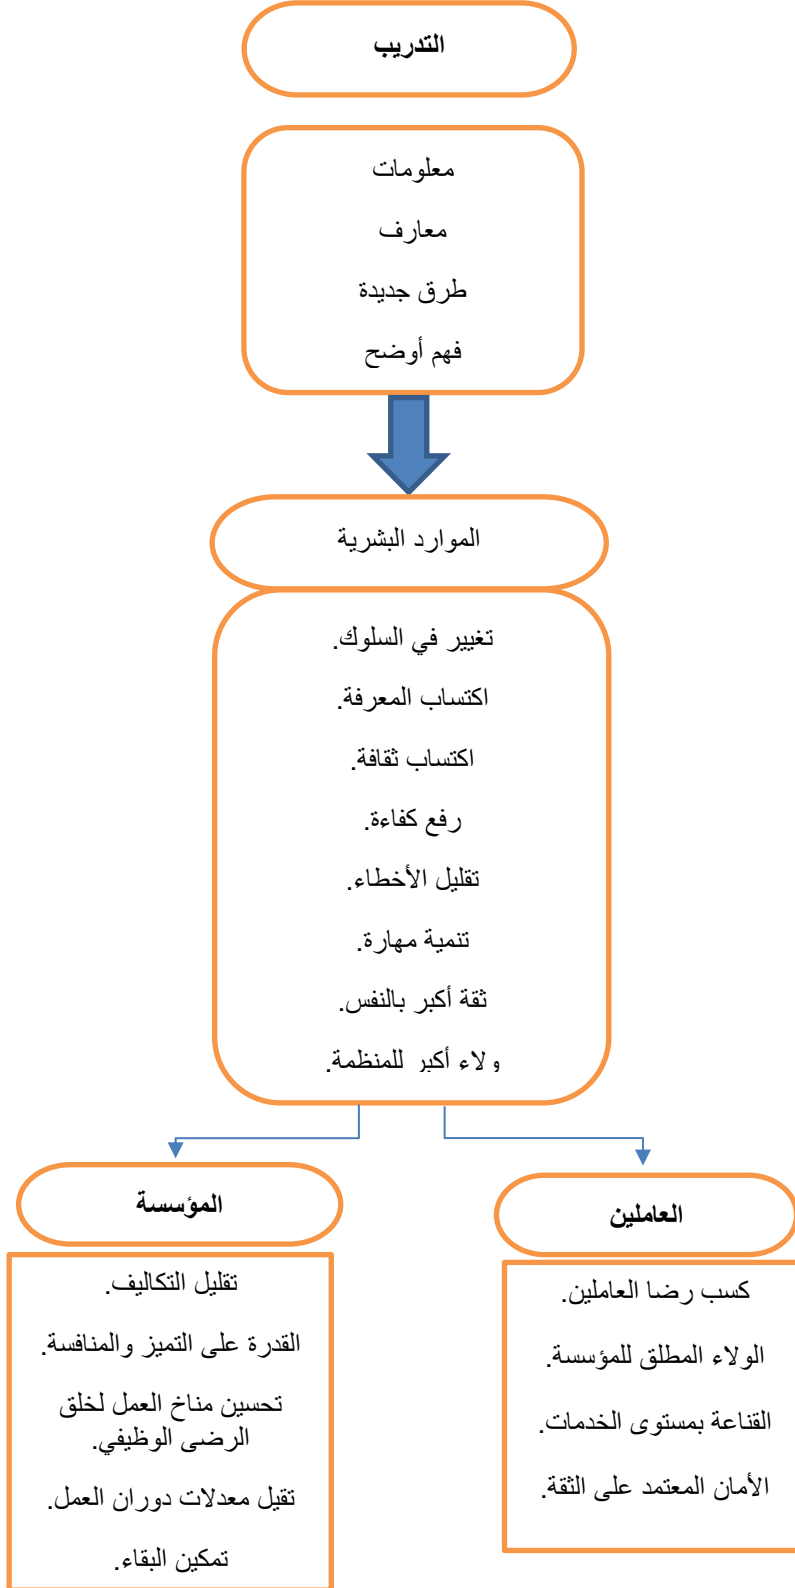 التدريب
معلومات
معارف
طرق جديدة
فهم أوضح
الموارد البشرية
تغيير في السلوك.
اكتساب المعرفة.
اكتساب ثقافة.
رفع كفاءة.
تقليل الأخطاء.
تنمية مهارة.
ثقة أكبر بالنفس.
ولاء أكبر للمنظمة.
العاملين
كسب رضا العاملين.
الولاء المطلق للمؤسسة.
القناعة بمستوى الخدمات.
الأمان المعتمد على الثقة.
المؤسسة
تقليل التكاليف.
القدرة على التميز والمنافسة.
تحسين مناخ العمل لخلق
الرضى الوظيفي.
تقيل معدلات دوران العمل.
تمكين البقاء.